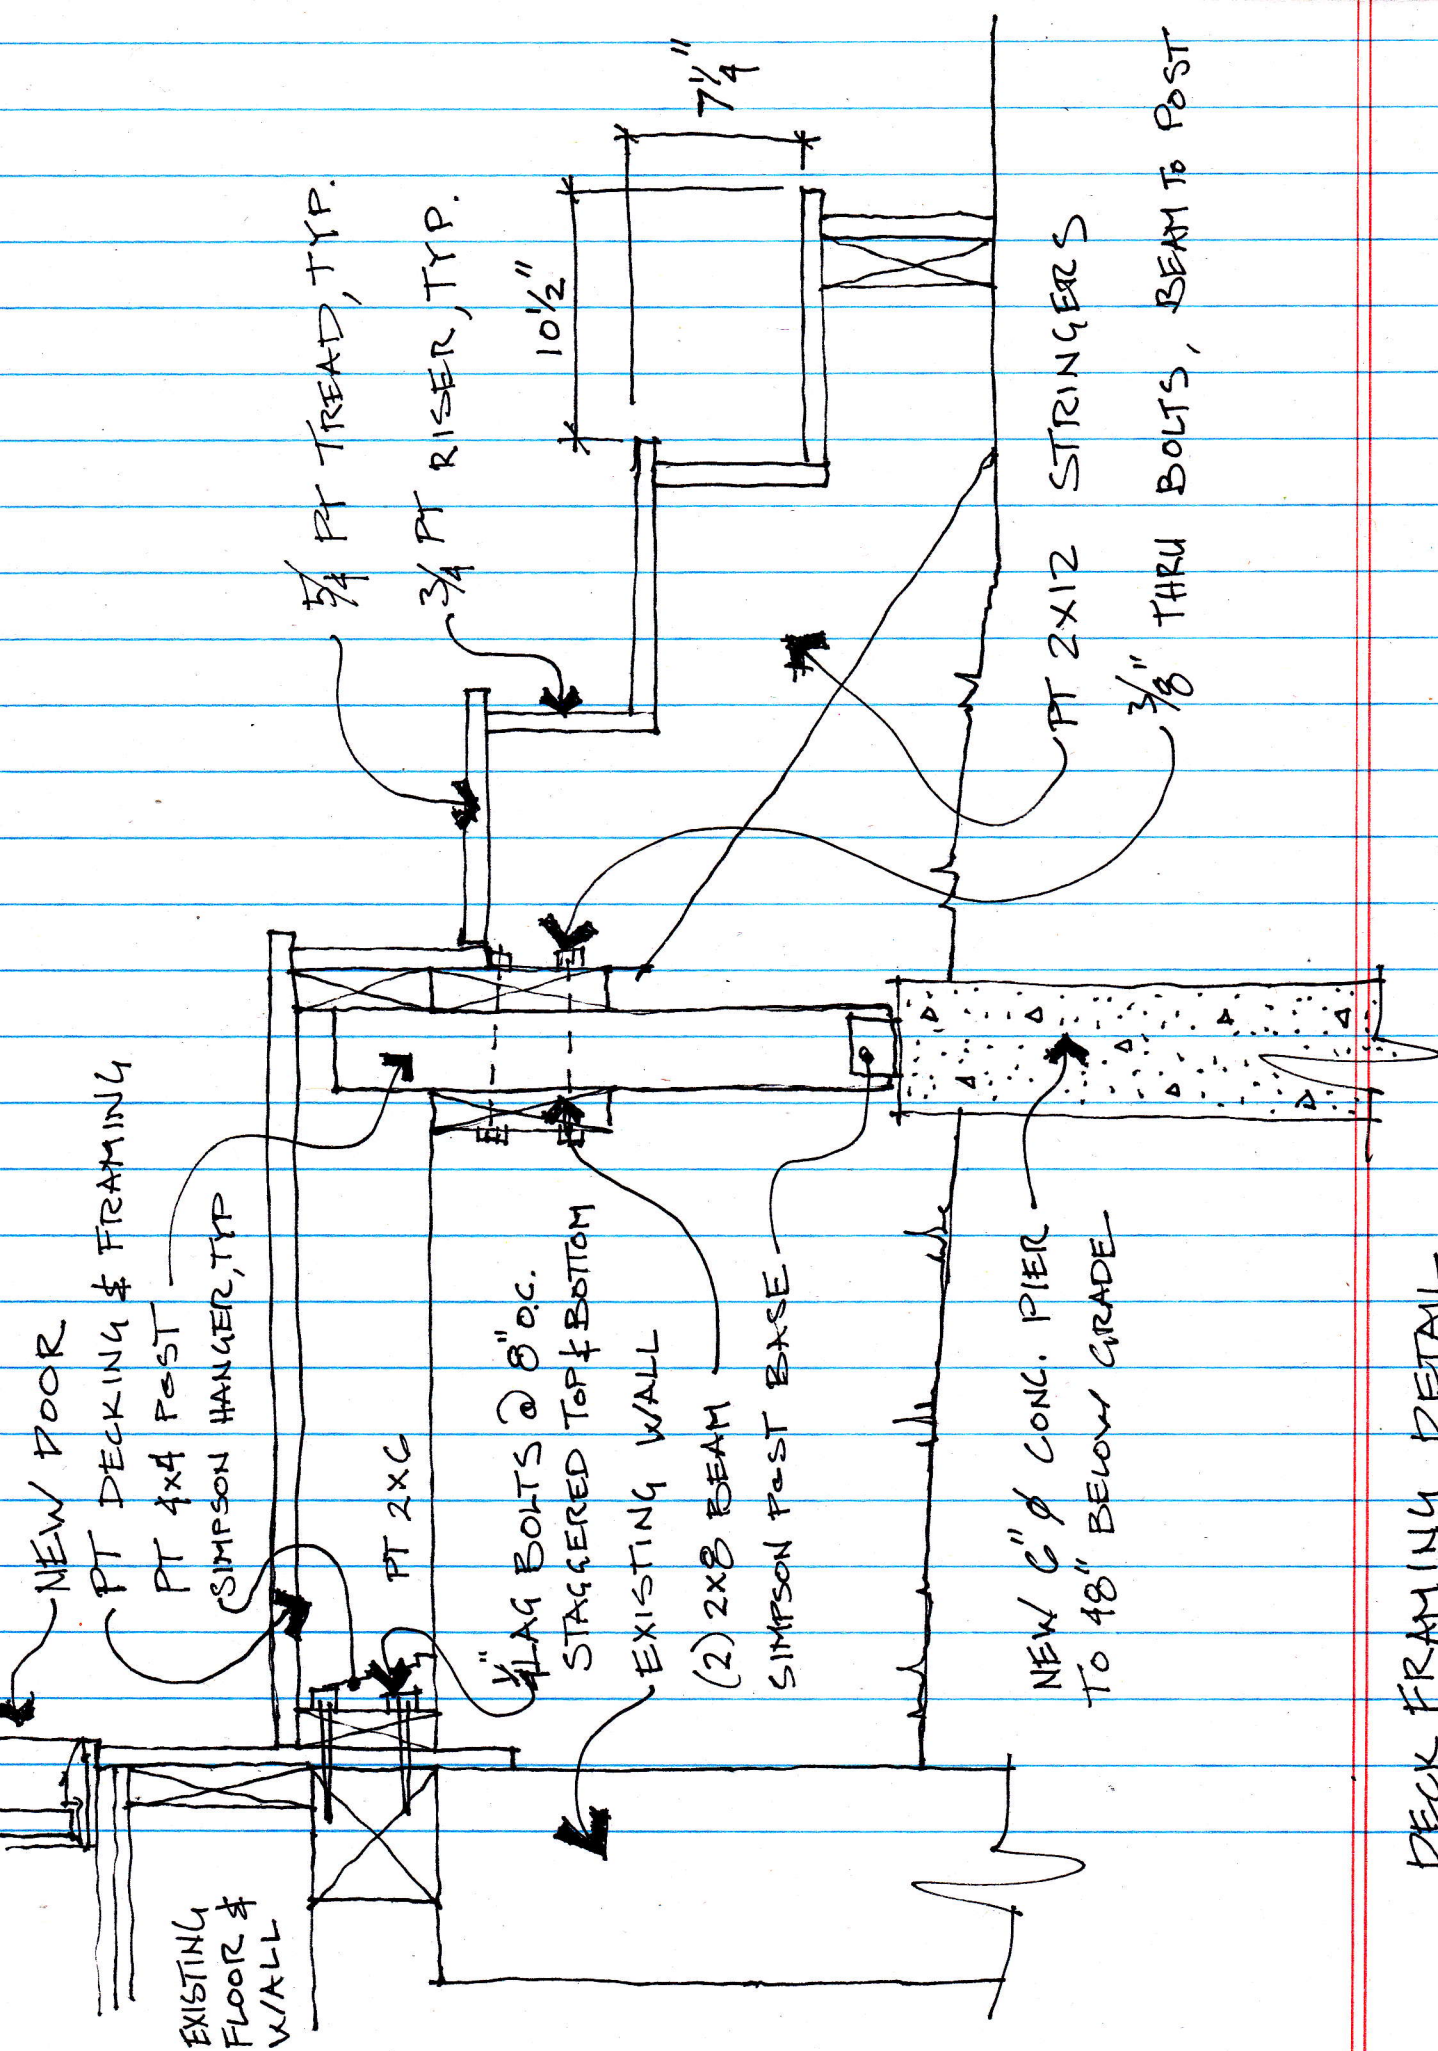 NEW DOOR
PT DECKING & FRAMING
PT 4x4 POST
SIMPSON HANGER, TYP
PT 2x6
1/4" LAG BOLTS @ 8" O.C.
STAGGERED TOP & BOTTOM
EXISTING WALL
(2) 2x8 BEAM
SIMPSON POST BASE
NEW 6" Ø CONC. PIER
TO 48" BELOW GRADE
EXISTING
FLOOR &
WALL
5/4 PT TREAD, TYP.
3/4 PT RISER, TYP.
10 1/2"
7 1/4"
PT 2X12 STRINGERS
3/8" THRU BOLTS, BEAM TO POST
DECK FRAMING DETAIL